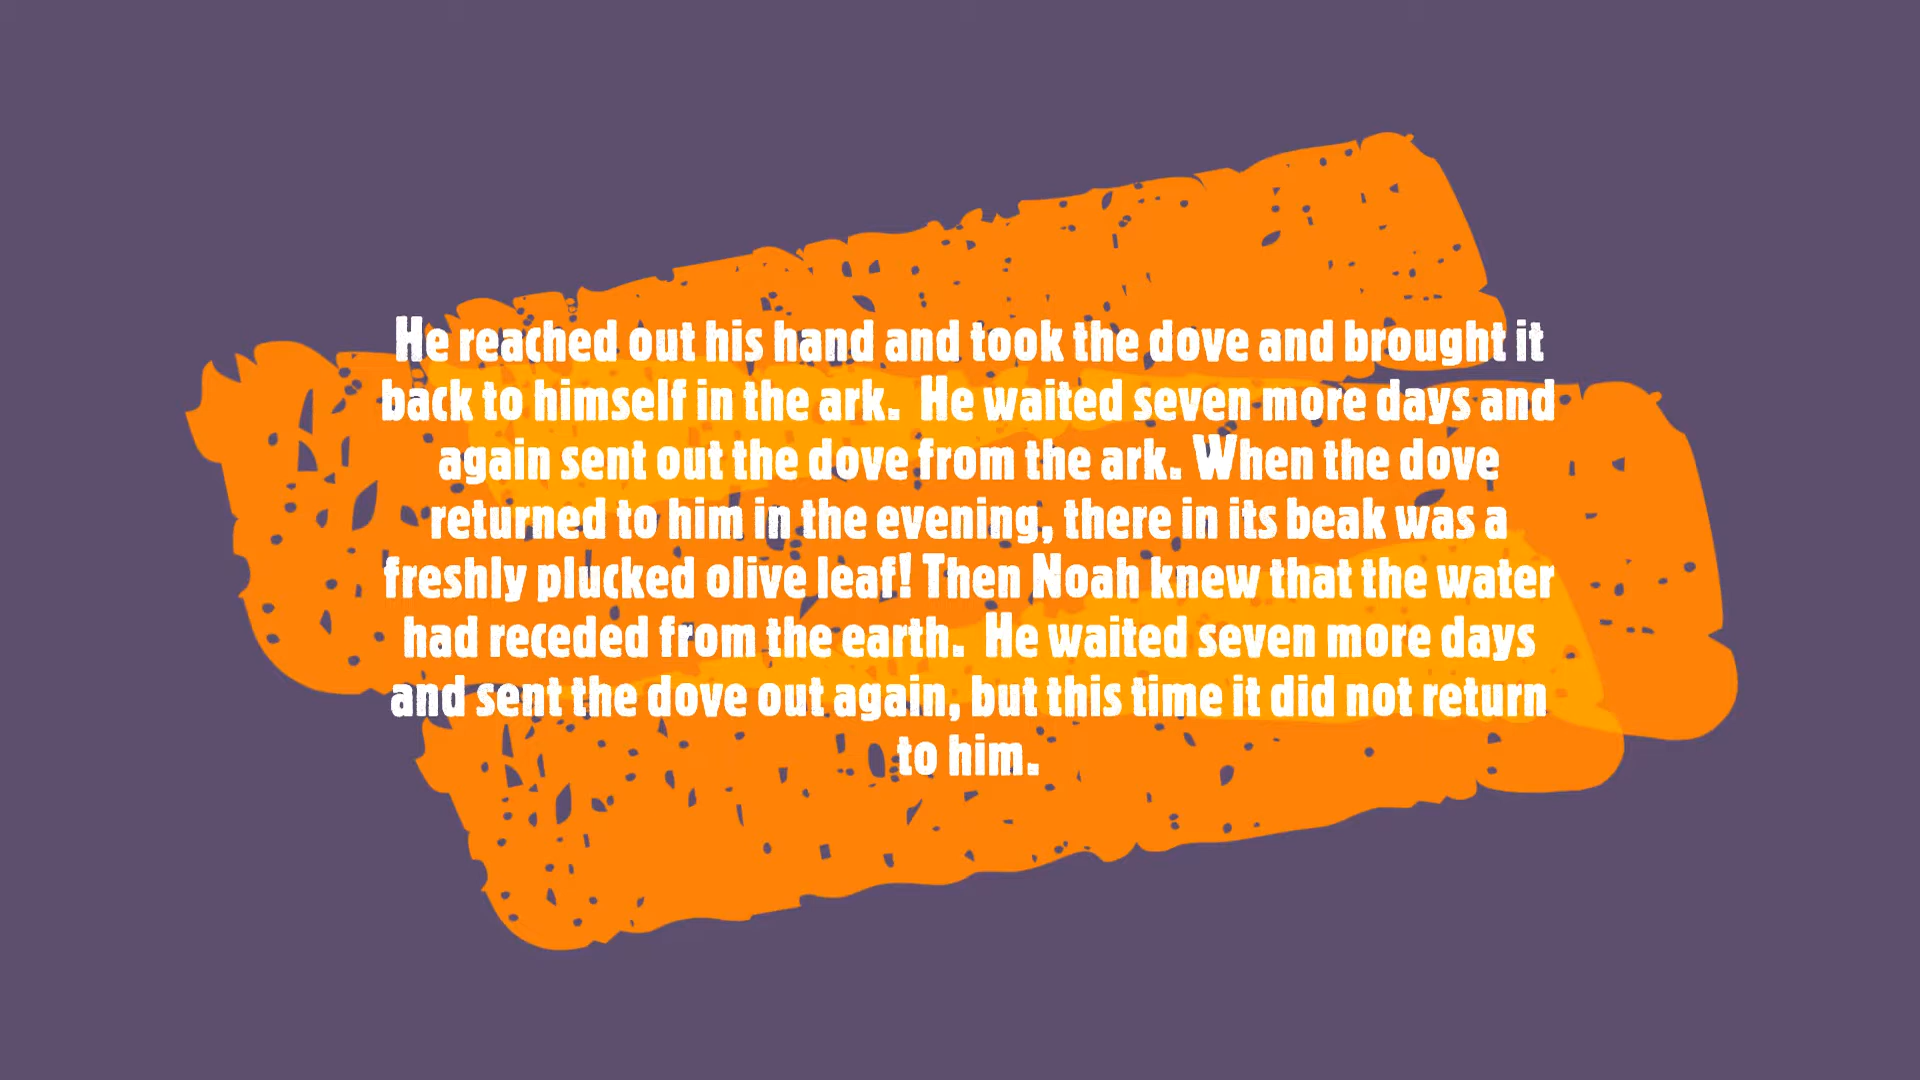 He reached out his hand and took the dove and brought it
back to himself in the ark.  He waited seven more days and
again sent out the dove from the ark. When the dove
returned to him in the evening, there in its beak was a
freshly plucked olive leaf! Then Noah knew that the water
had receded from the earth.  He waited seven more days
and sent the dove out again, but this time it did not return
to him.